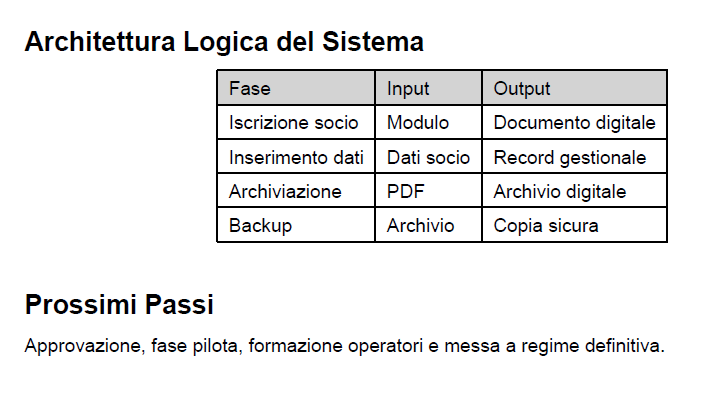 Architettura Logica del Sistema
Fase Input Output
Iscrizione socio Modulo Documento digitale
Inserimento dati Dati socio Record gestionale
Archiviazione PDF Archivio digitale
Backup Archivio Copia sicura
Prossimi Passi
Approvazione, fase pilota, formazione operatori e messa a regime definitiva.